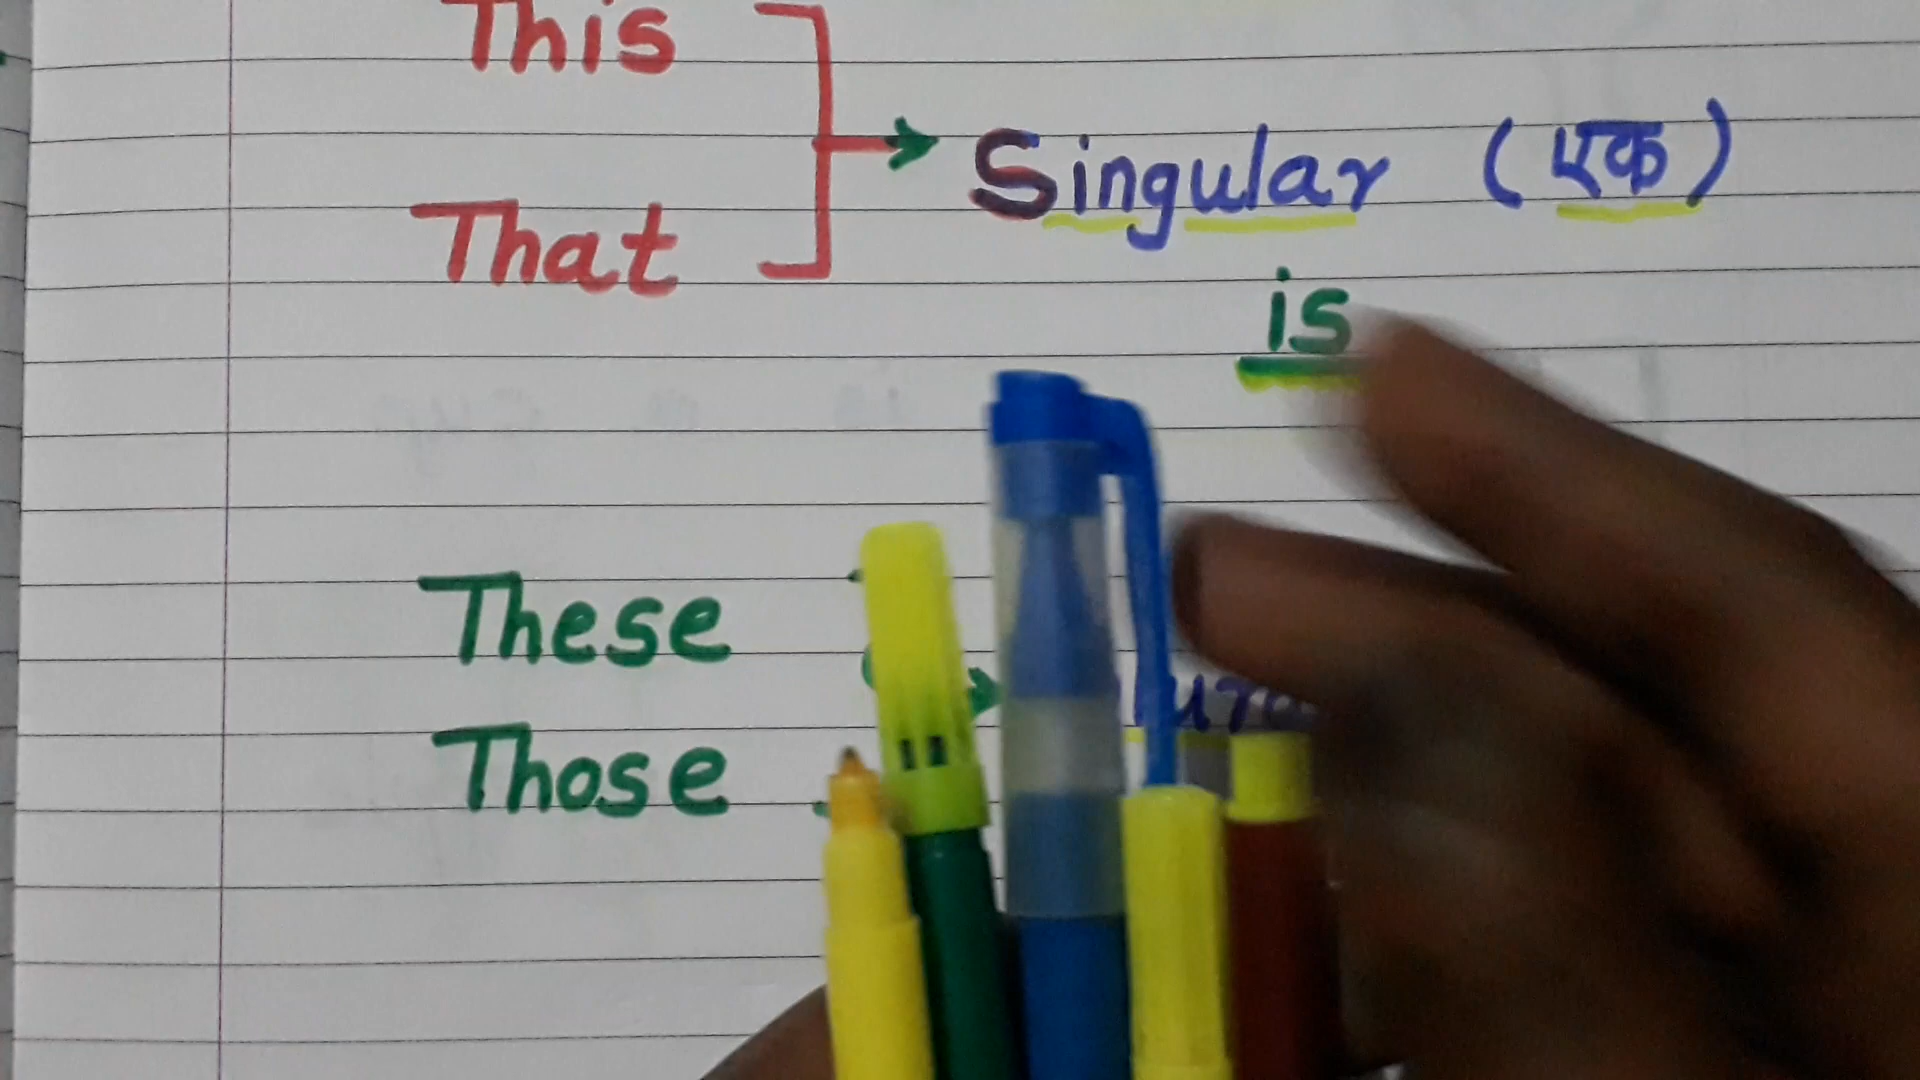 This
Singular (एक)
That
is
These
Those